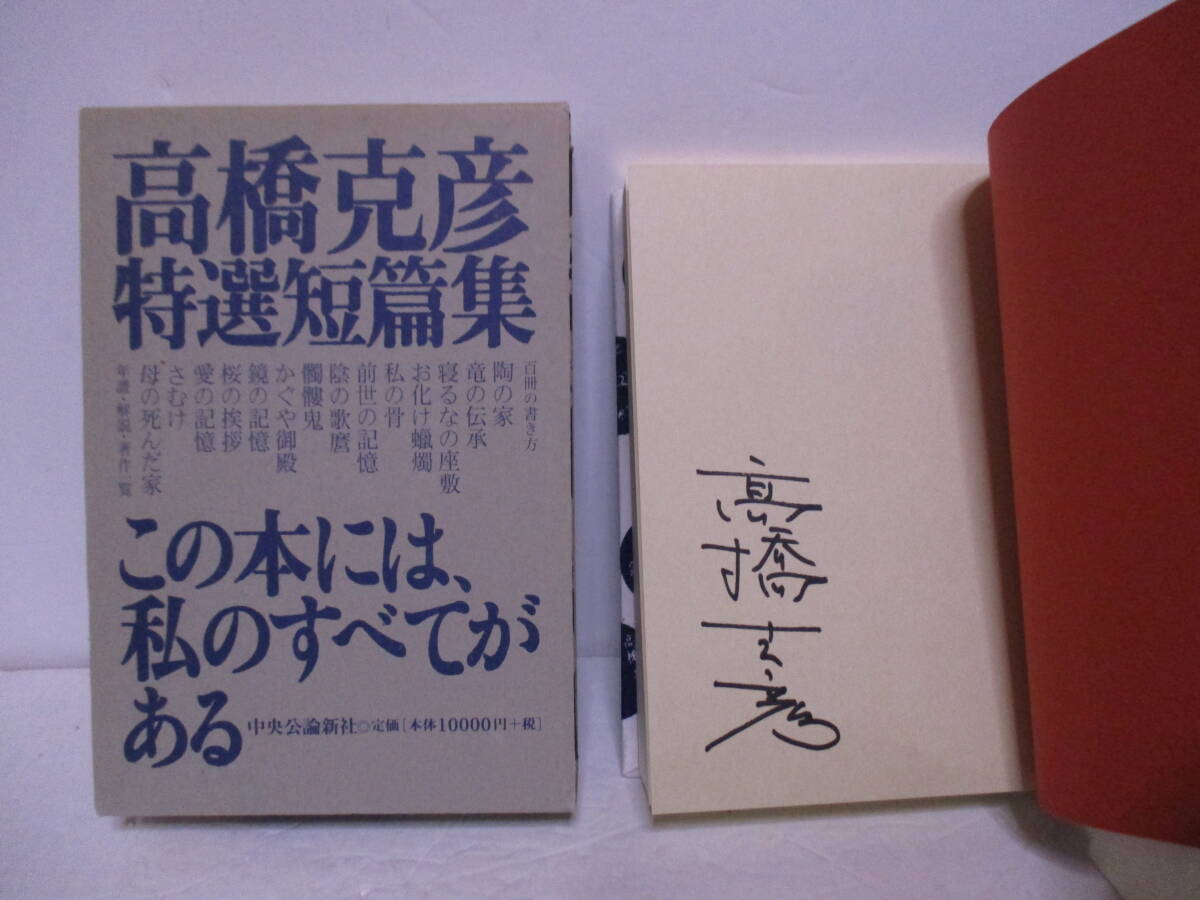 高橋克彦
特選短篇集
百冊の書き方
陶の家
竜の伝承
寝るなの座敷
お化け蠟燭
私の骨
前世の記憶
陰の歌麿
髑髏鬼
かぐや御殿
鏡の記憶
桜の挨拶
愛の記憶
さむけ
母の死んだ家
年譜・解説・著作一覧
この本には、
私のすべてが
ある
中央公論新社◎定価[本体10000円+税]
高橋克彦